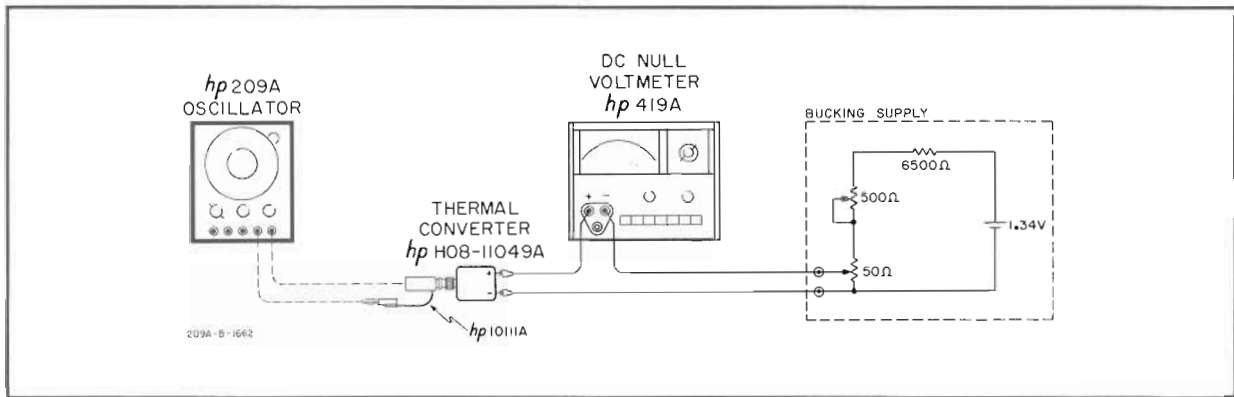 hp 209A
OSCILLATOR
DC NULL
VOLTMETER
hp 419A
+ -
THERMAL
CONVERTER
hp H08-11049A
+
-
hp 10111A
BUCKING SUPPLY
6500Ω
500Ω
1.34V
50Ω
209A-B-1662